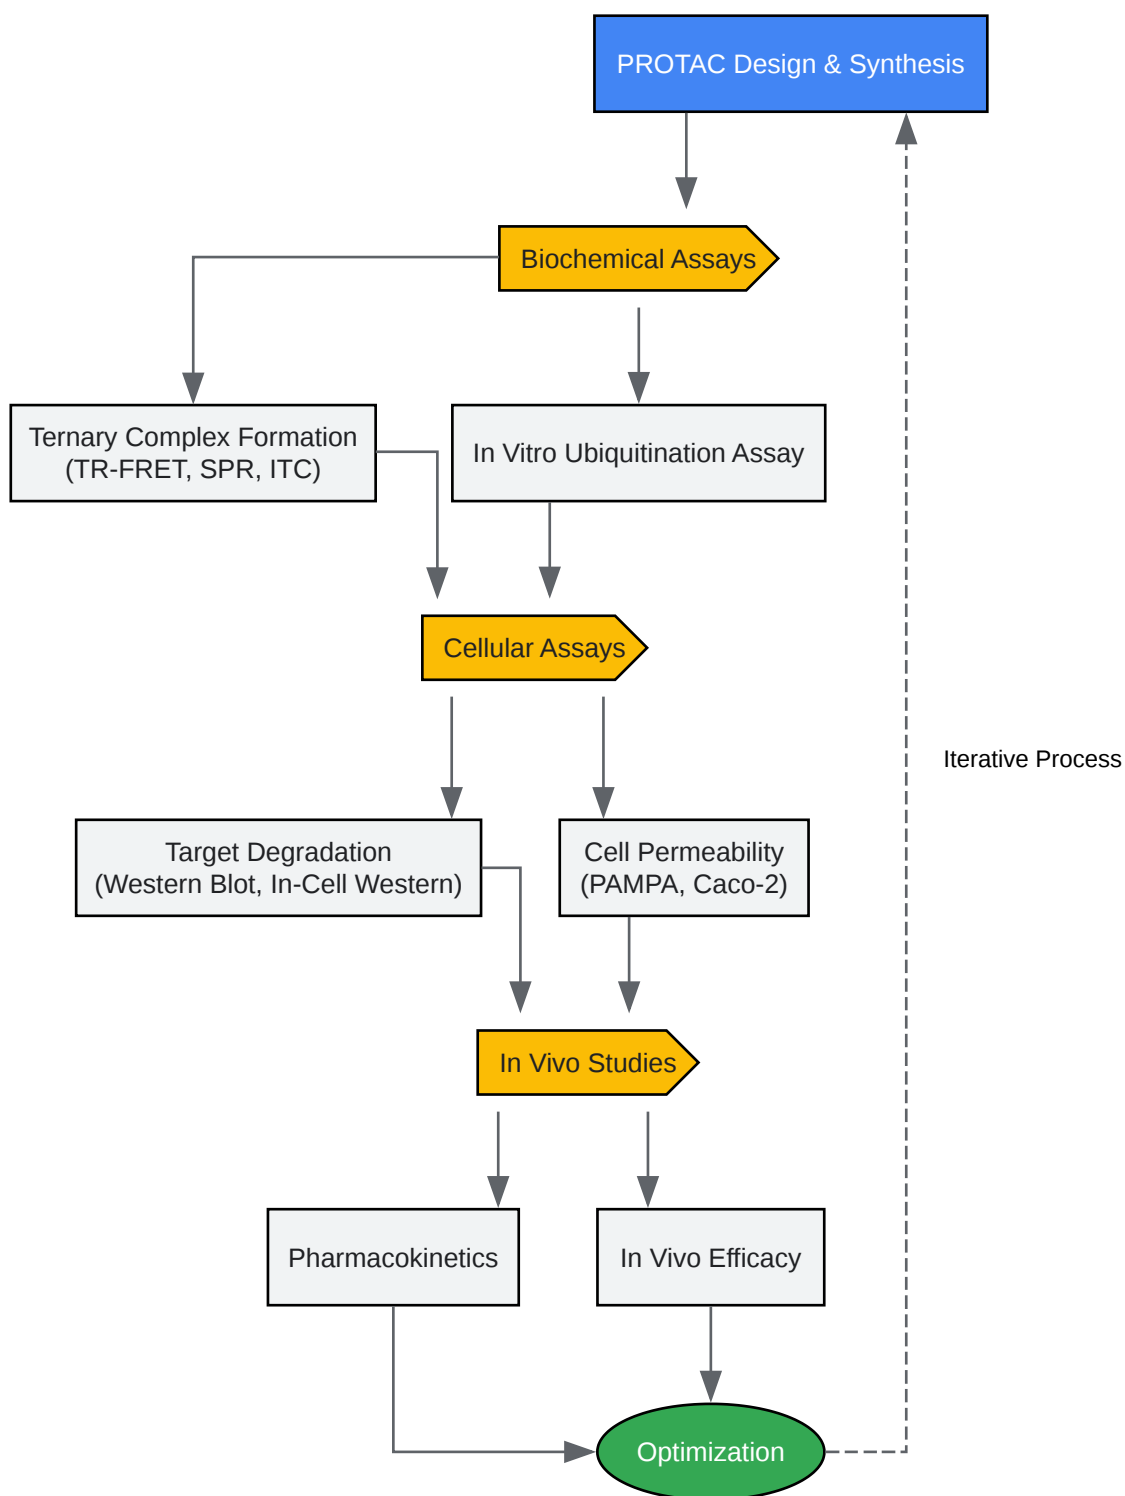 PROTAC Design & Synthesis
Biochemical Assays
Ternary Complex Formation
(TR-FRET, SPR, ITC)
In Vitro Ubiquitination Assay
Cellular Assays
Iterative Process
Target Degradation
(Western Blot, In-Cell Western)
Cell Permeability
(PAMPA, Caco-2)
In Vivo Studies
Pharmacokinetics
In Vivo Efficacy
Optimization